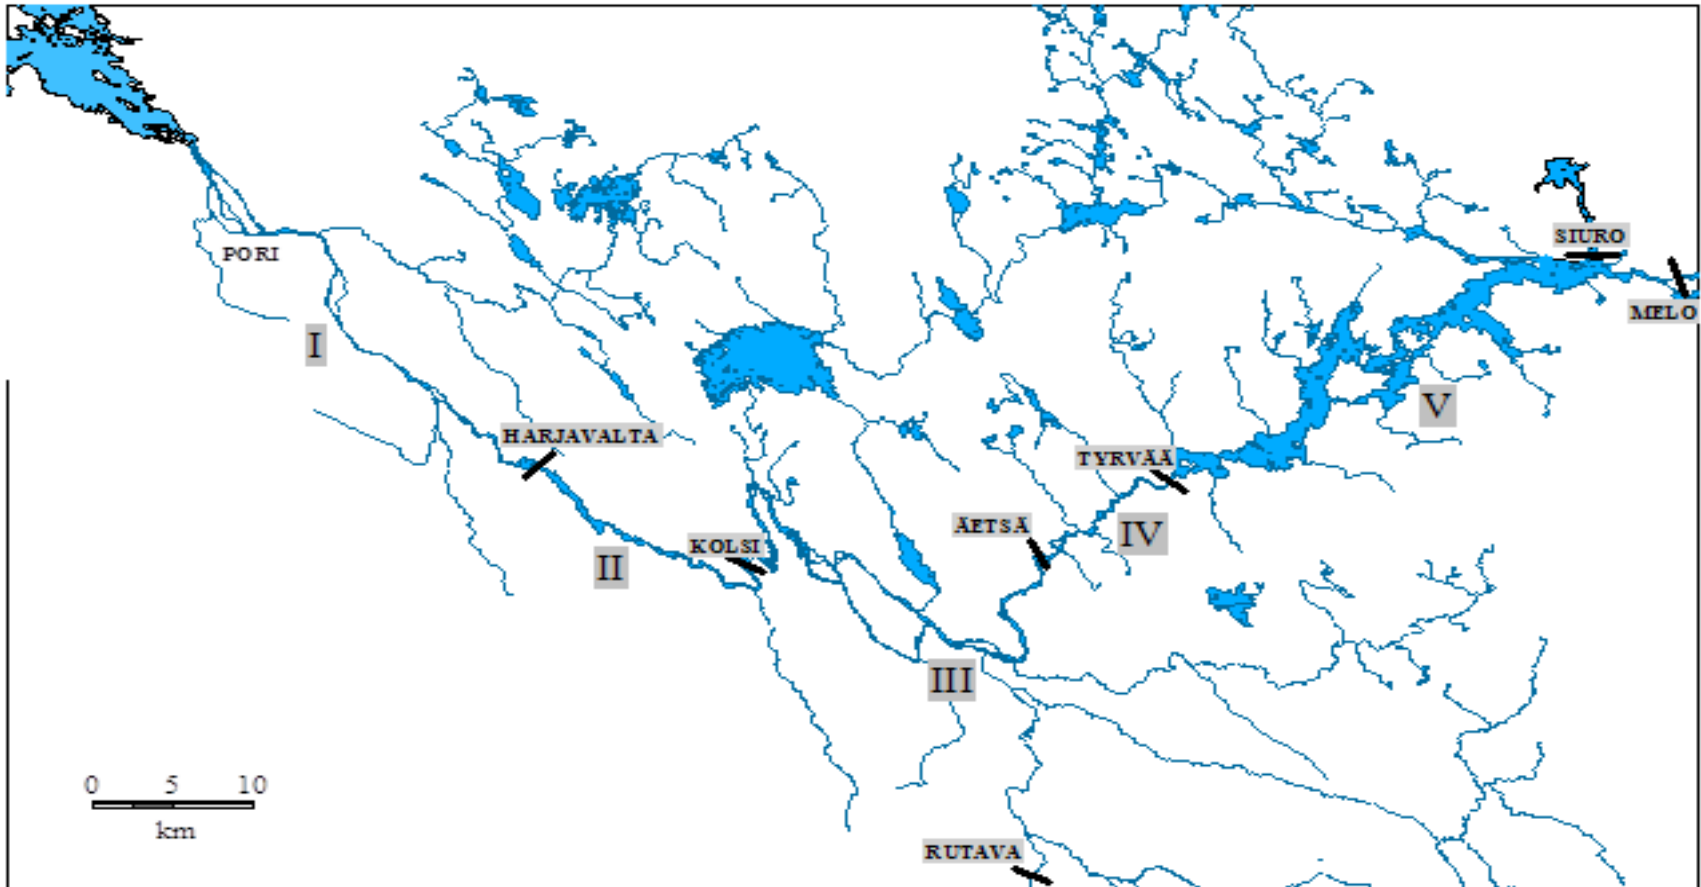 SIURO
PORI
MELO
I
V
HARJAVALTA
TYRVÄÄ
ÄETSÄ
IV
KOLSI
II
III
0 5 10
km
RUTAVA